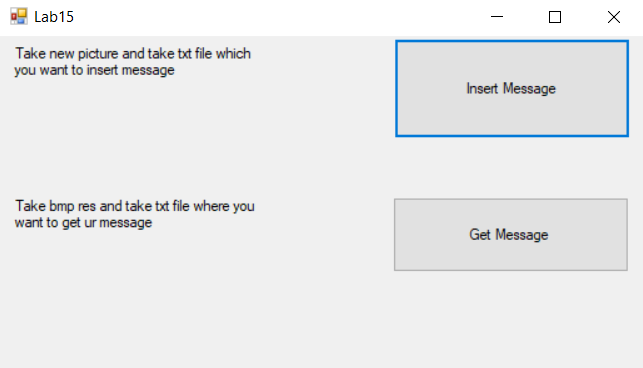 Lab15
Take new picture and take txt file which
you want to insert message
Insert Message
Take bmp res and take txt file where you
want to get ur message
Get Message